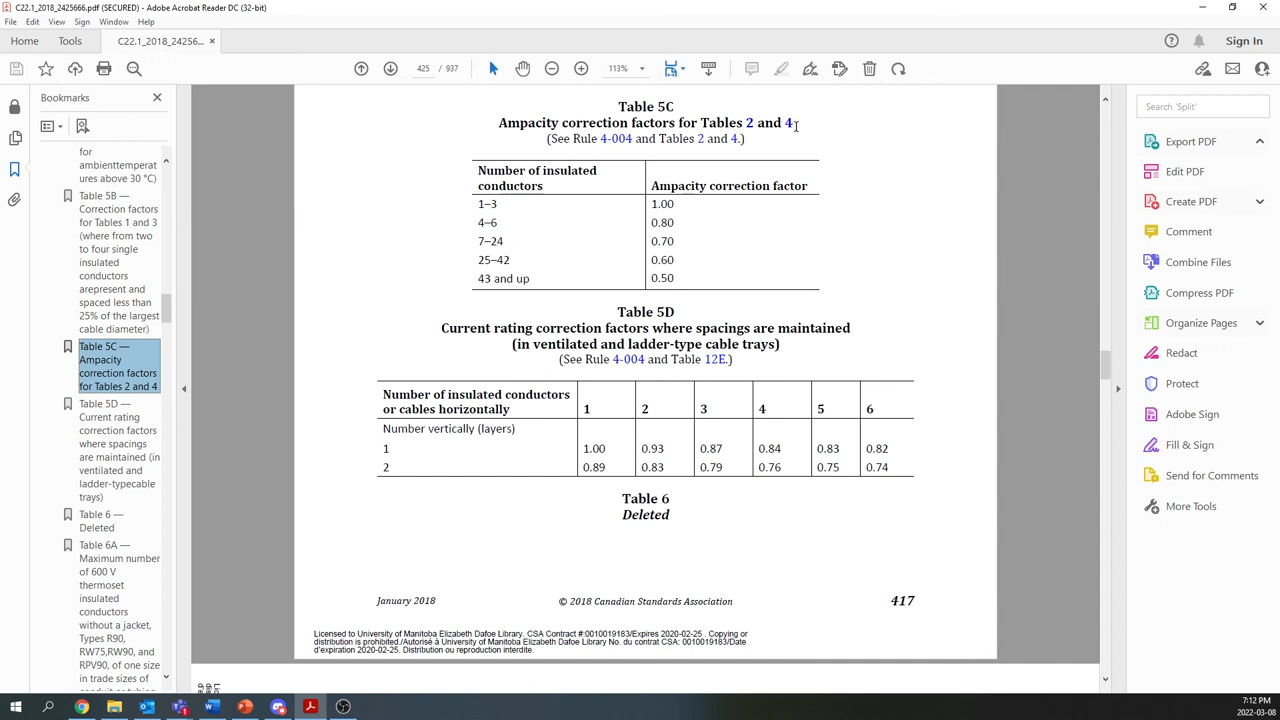 C22.1_2018_2425666.pdf (SECURED) - Adobe Acrobat Reader DC (32-bit)
File Edit View Sign Window Help
Home Tools C22.1_2018_24256... × Sign In
425 / 937 113%
Bookmarks
for
ambienttemperat
ures above 30 °C)
Table 5B —
Correction factors
for Tables 1 and 3
(where from two
to four single
insulated
conductors
arepresent and
spaced less than
25% of the largest
cable diameter)
Table 5C —
Ampacity
correction factors
for Tables 2 and 4
Table 5D —
Current rating
correction factors
where spacings
are maintained (in
ventilated and
ladder-typecable
trays)
Table 6 —
Deleted
Table 6A —
Maximum number
of 600 V
thermoset
insulated
conductors
without a jacket,
Types R90,
RW75,RW90, and
RPV90, of one size
in trade sizes of
conduit or tubing
Table 5C
Ampacity correction factors for Tables 2 and 4
(See Rule 4-004 and Tables 2 and 4.)
Number of insulated
conductors Ampacity correction factor
1–3 1.00
4–6 0.80
7–24 0.70
25–42 0.60
43 and up 0.50
Table 5D
Current rating correction factors where spacings are maintained
(in ventilated and ladder-type cable trays)
(See Rule 4-004 and Table 12E.)
Number of insulated conductors
or cables horizontally 1 2 3 4 5 6
Number vertically (layers)
1 1.00 0.93 0.87 0.84 0.83 0.82
2 0.89 0.83 0.79 0.76 0.75 0.74
Table 6
Deleted
January 2018 © 2018 Canadian Standards Association 417
Licensed to University of Manitoba Elizabeth Dafoe Library. CSA Contract #:0010019183/Expires 2020-02-25 . Copying or
distribution is prohibited./Autorisé à University of Manitoba Elizabeth Dafoe Library No. du contrat CSA: 0010019183/Date
d'expiration 2020-02-25. Distribution ou reproduction interdite.
Search 'Split'
Export PDF
Edit PDF
Create PDF
Comment
Combine Files
Compress PDF
Organize Pages
Redact
Protect
Adobe Sign
Fill & Sign
Send for Comments
More Tools
7:12 PM
2022-03-08